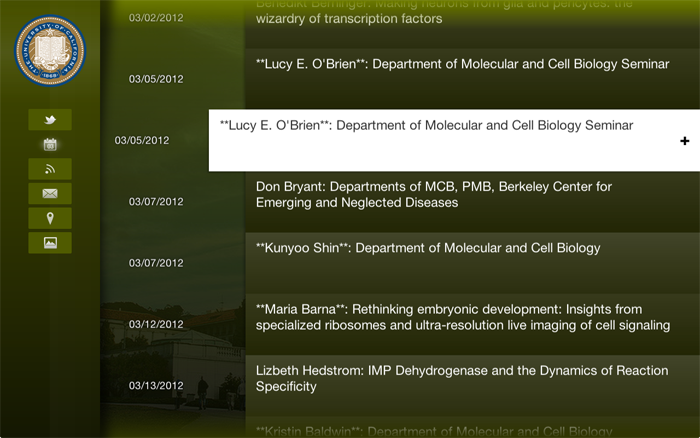 THE UNIVERSITY OF CALIFORNIA
1868
03/02/2012
Benedikt Berninger: Making neurons from glia and pericytes: the
wizardry of transcription factors
03/05/2012
**Lucy E. O'Brien**: Department of Molecular and Cell Biology Seminar
03/05/2012
**Lucy E. O'Brien**: Department of Molecular and Cell Biology Seminar
+
03/07/2012
Don Bryant: Departments of MCB, PMB, Berkeley Center for
Emerging and Neglected Diseases
03/07/2012
**Kunyoo Shin**: Department of Molecular and Cell Biology
03/12/2012
**Maria Barna**: Rethinking embryonic development: Insights from
specialized ribosomes and ultra-resolution live imaging of cell signaling
03/13/2012
Lizbeth Hedstrom: IMP Dehydrogenase and the Dynamics of Reaction
Specificity
**Kristin Baldwin**: Department of Molecular and Cell Biology